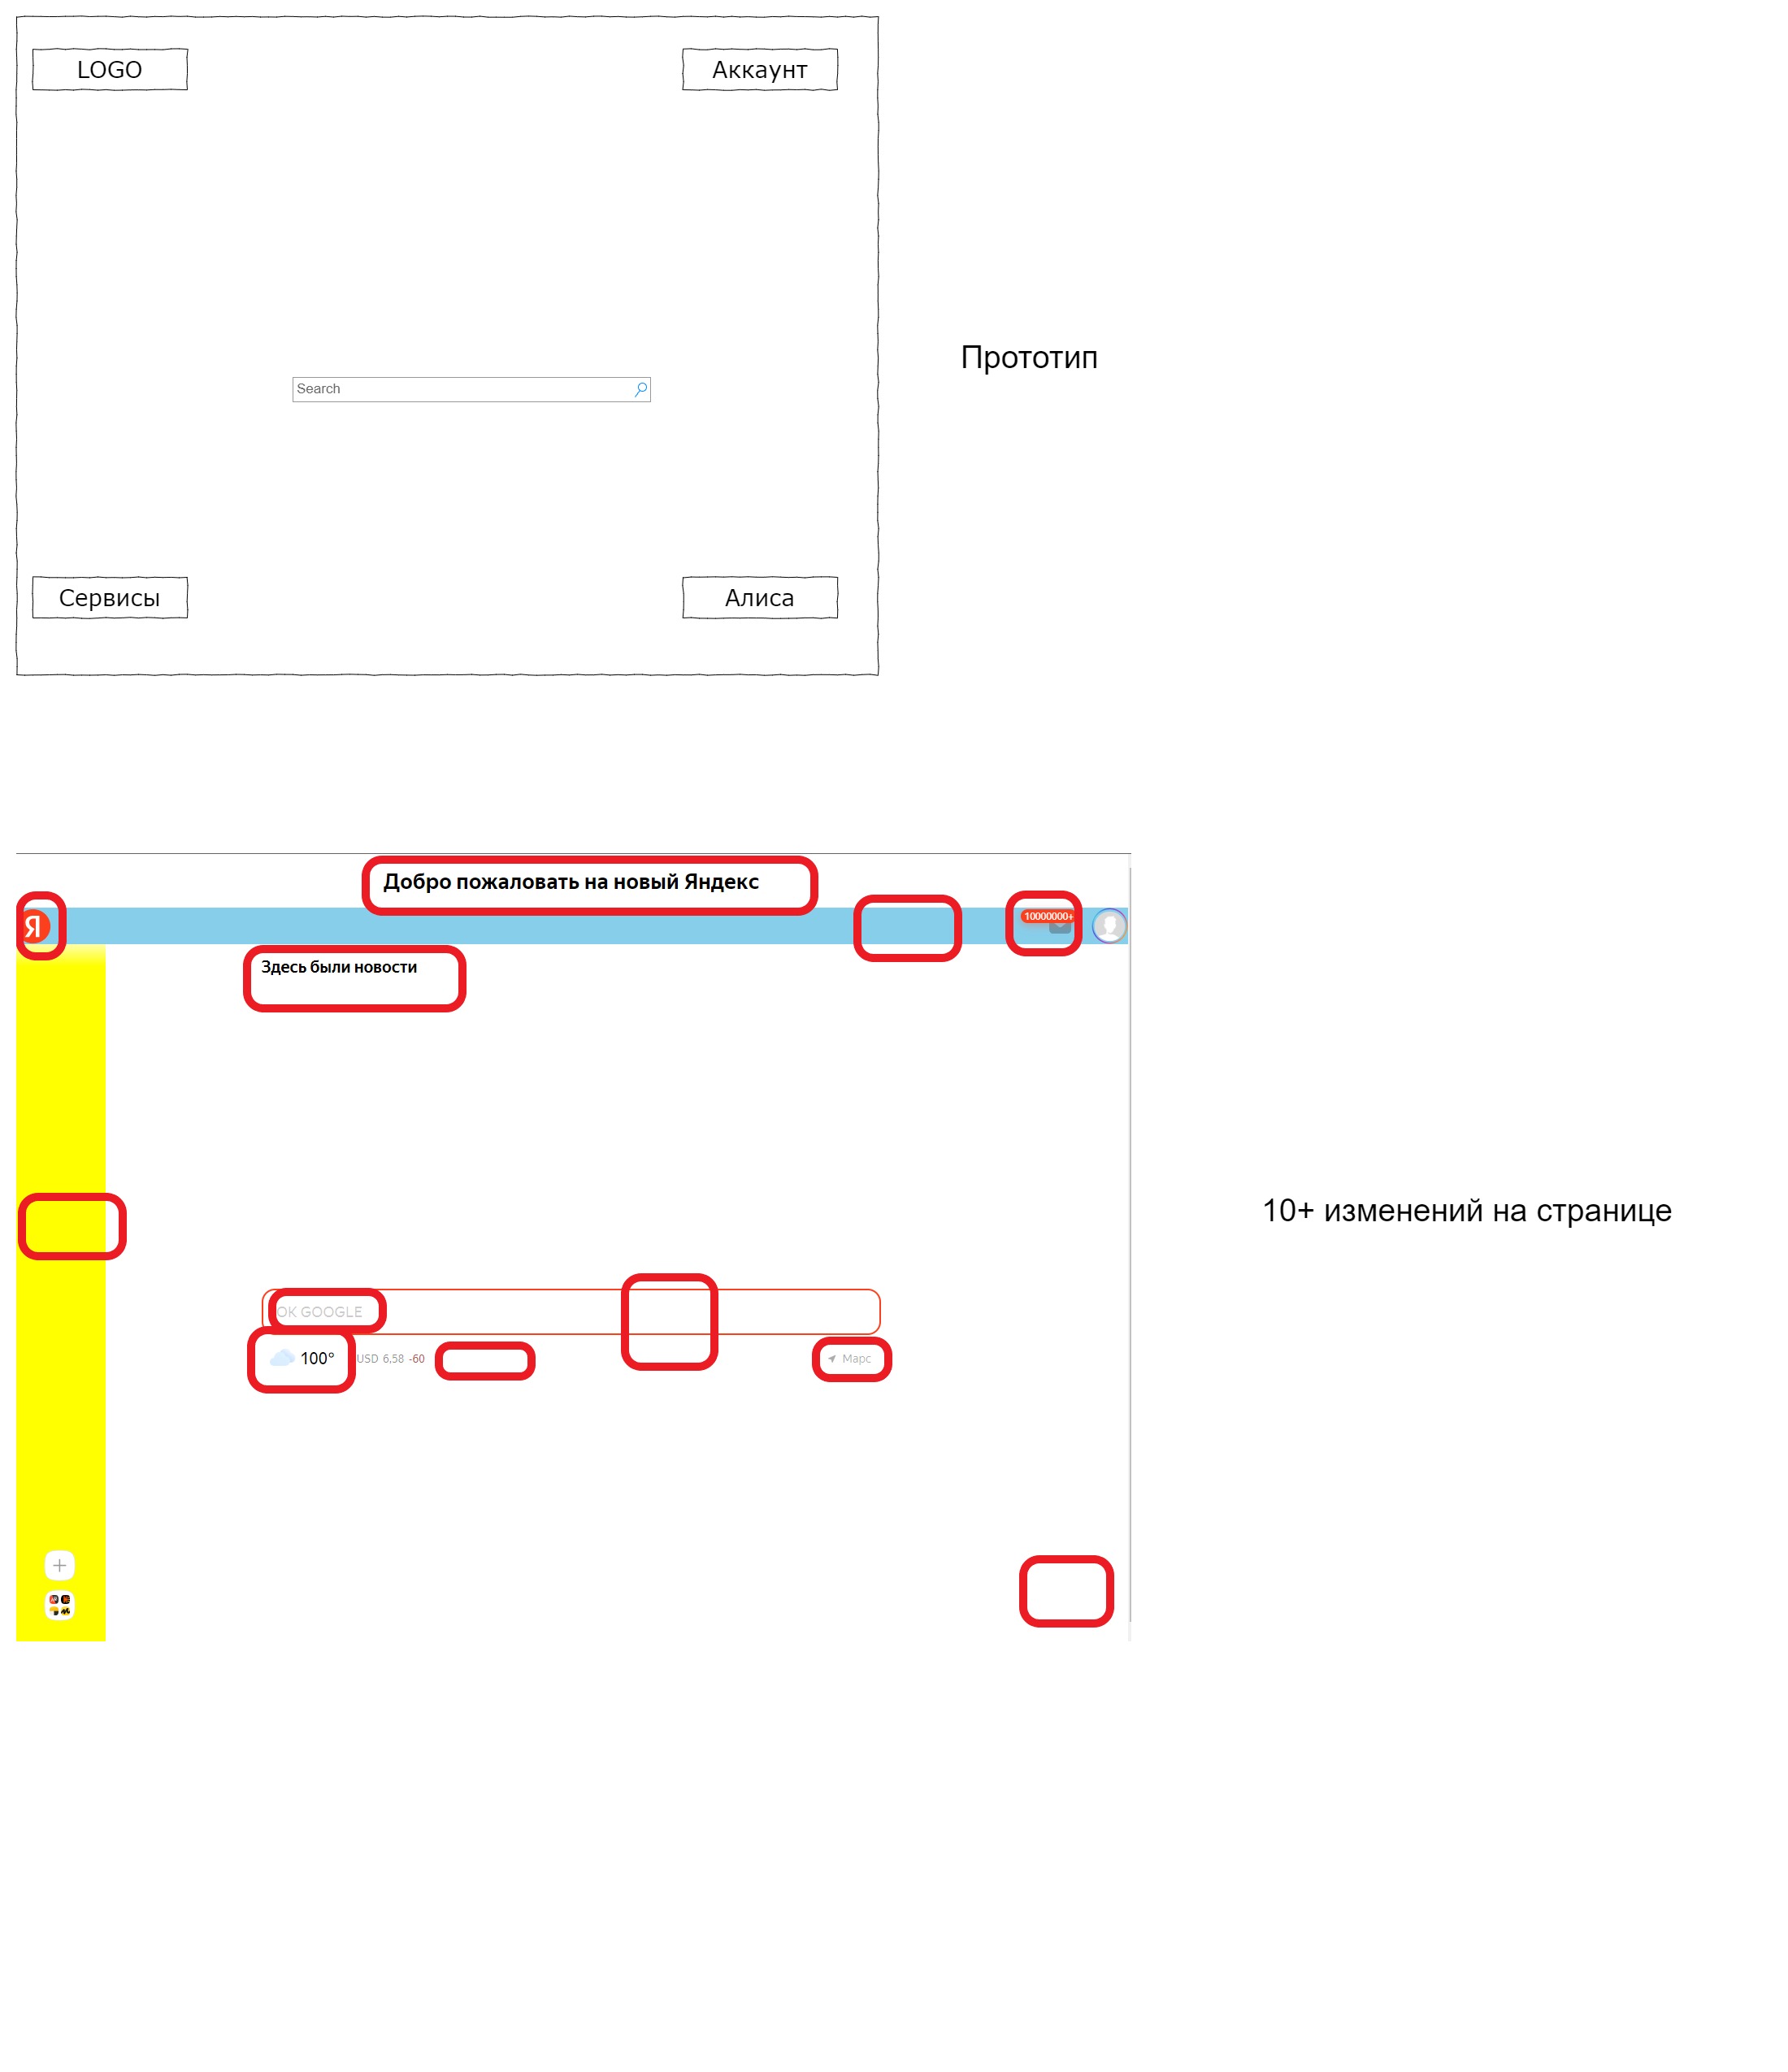 LOGO
Аккаунт
Прототип
Search
Сервисы
Алиса
Добро пожаловать на новый Яндекс
Я
10000000+
Здесь были новости
10+ изменений на странице
OK GOOGLE
100° USD 6,58 -60
Марс